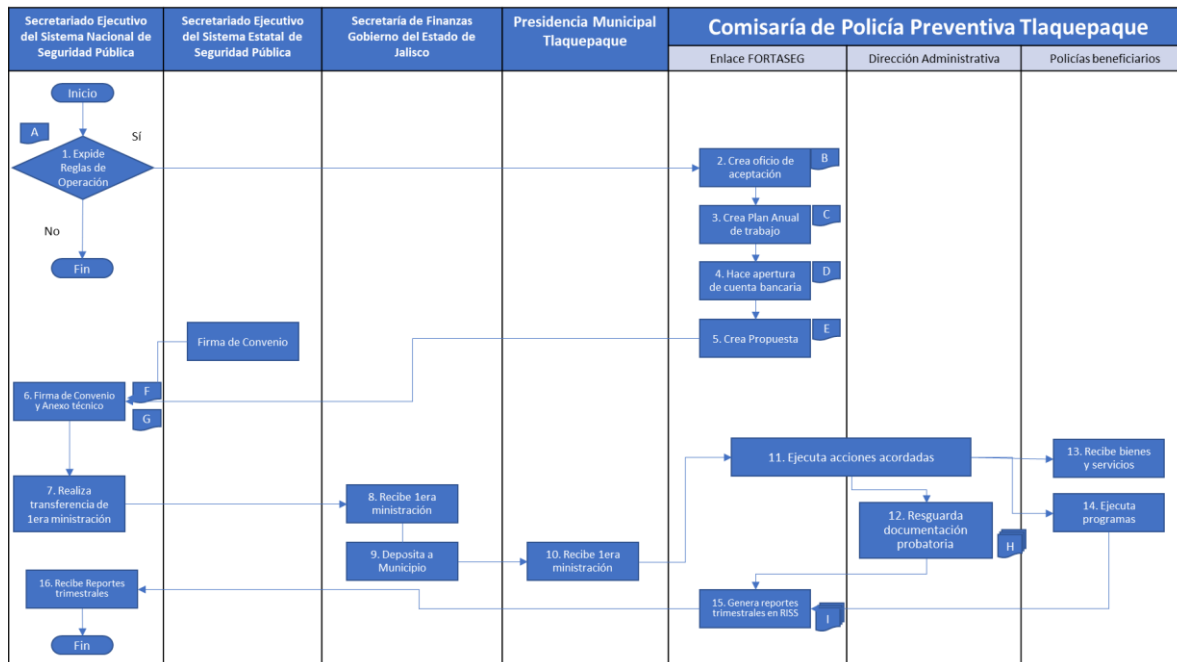 Secretariado Ejecutivo
del Sistema Nacional de
Seguridad Pública
Secretariado Ejecutivo
del Sistema Estatal de
Seguridad Pública
Secretaría de Finanzas
Gobierno del Estado de
Jalisco
Presidencia Municipal
Tlaquepaque
Comisaría de Policía Preventiva Tlaquepaque
Enlace FORTASEG
Dirección Administrativa
Policías beneficiarios
Inicio
A
Sí
1. Expide
Reglas de
Operación
No
Fin
2. Crea oficio de
aceptación
B
3. Crea Plan Anual
de trabajo
C
4. Hace apertura
de cuenta bancaria
D
5. Crea Propuesta
E
Firma de Convenio
6. Firma de Convenio
y Anexo técnico
F
G
7. Realiza
transferencia de
1era ministración
8. Recibe 1era
ministración
9. Deposita a
Municipio
10. Recibe 1era
ministración
11. Ejecuta acciones acordadas
12. Resguarda
documentación
probatoria
H
13. Recibe bienes
y servicios
14. Ejecuta
programas
15. Genera reportes
trimestrales en RISS
I
16. Recibe Reportes
trimestrales
Fin